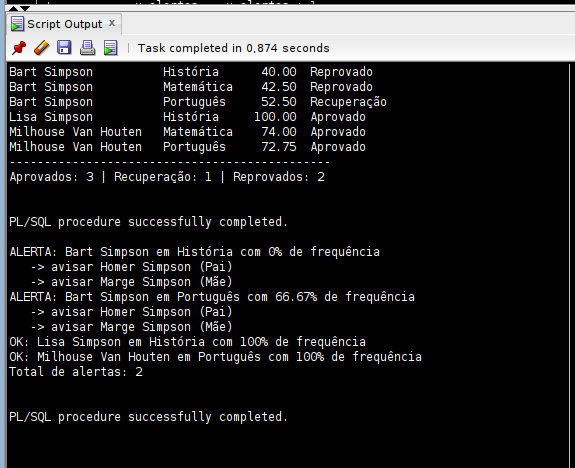 Script Output x
Task completed in 0,874 seconds
Bart Simpson          História      40.00  Reprovado
Bart Simpson          Matemática    42.50  Reprovado
Bart Simpson          Português     52.50  Recuperação
Lisa Simpson          História     100.00  Aprovado
Milhouse Van Houten   Matemática    74.00  Aprovado
Milhouse Van Houten   Português     72.75  Aprovado
----------------------------------------------
Aprovados: 3 | Recuperação: 1 | Reprovados: 2
PL/SQL procedure successfully completed.
ALERTA: Bart Simpson em História com 0% de frequência
   -> avisar Homer Simpson (Pai)
   -> avisar Marge Simpson (Mãe)
ALERTA: Bart Simpson em Português com 66.67% de frequência
   -> avisar Homer Simpson (Pai)
   -> avisar Marge Simpson (Mãe)
OK: Lisa Simpson em História com 100% de frequência
OK: Milhouse Van Houten em Português com 100% de frequência
Total de alertas: 2
PL/SQL procedure successfully completed.